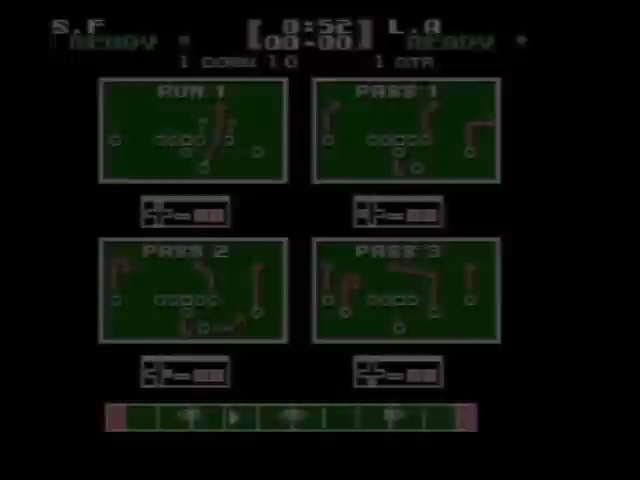 S.F [ 0:52 ] L.A
READY 00-00 READY
1 DOWN 10 1 QTR
RUN 1 PASS 1
PASS 2 PASS 3